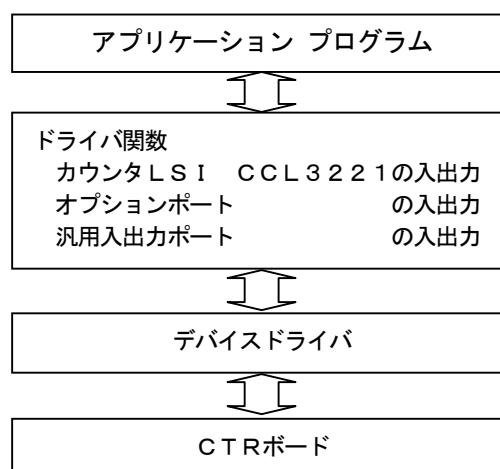 アプリケーション プログラム
ドライバ関数
カウンタLSI CCL3221の入出力
オプションポート の入出力
汎用入出力ポート の入出力
デバイスドライバ
CTRボード